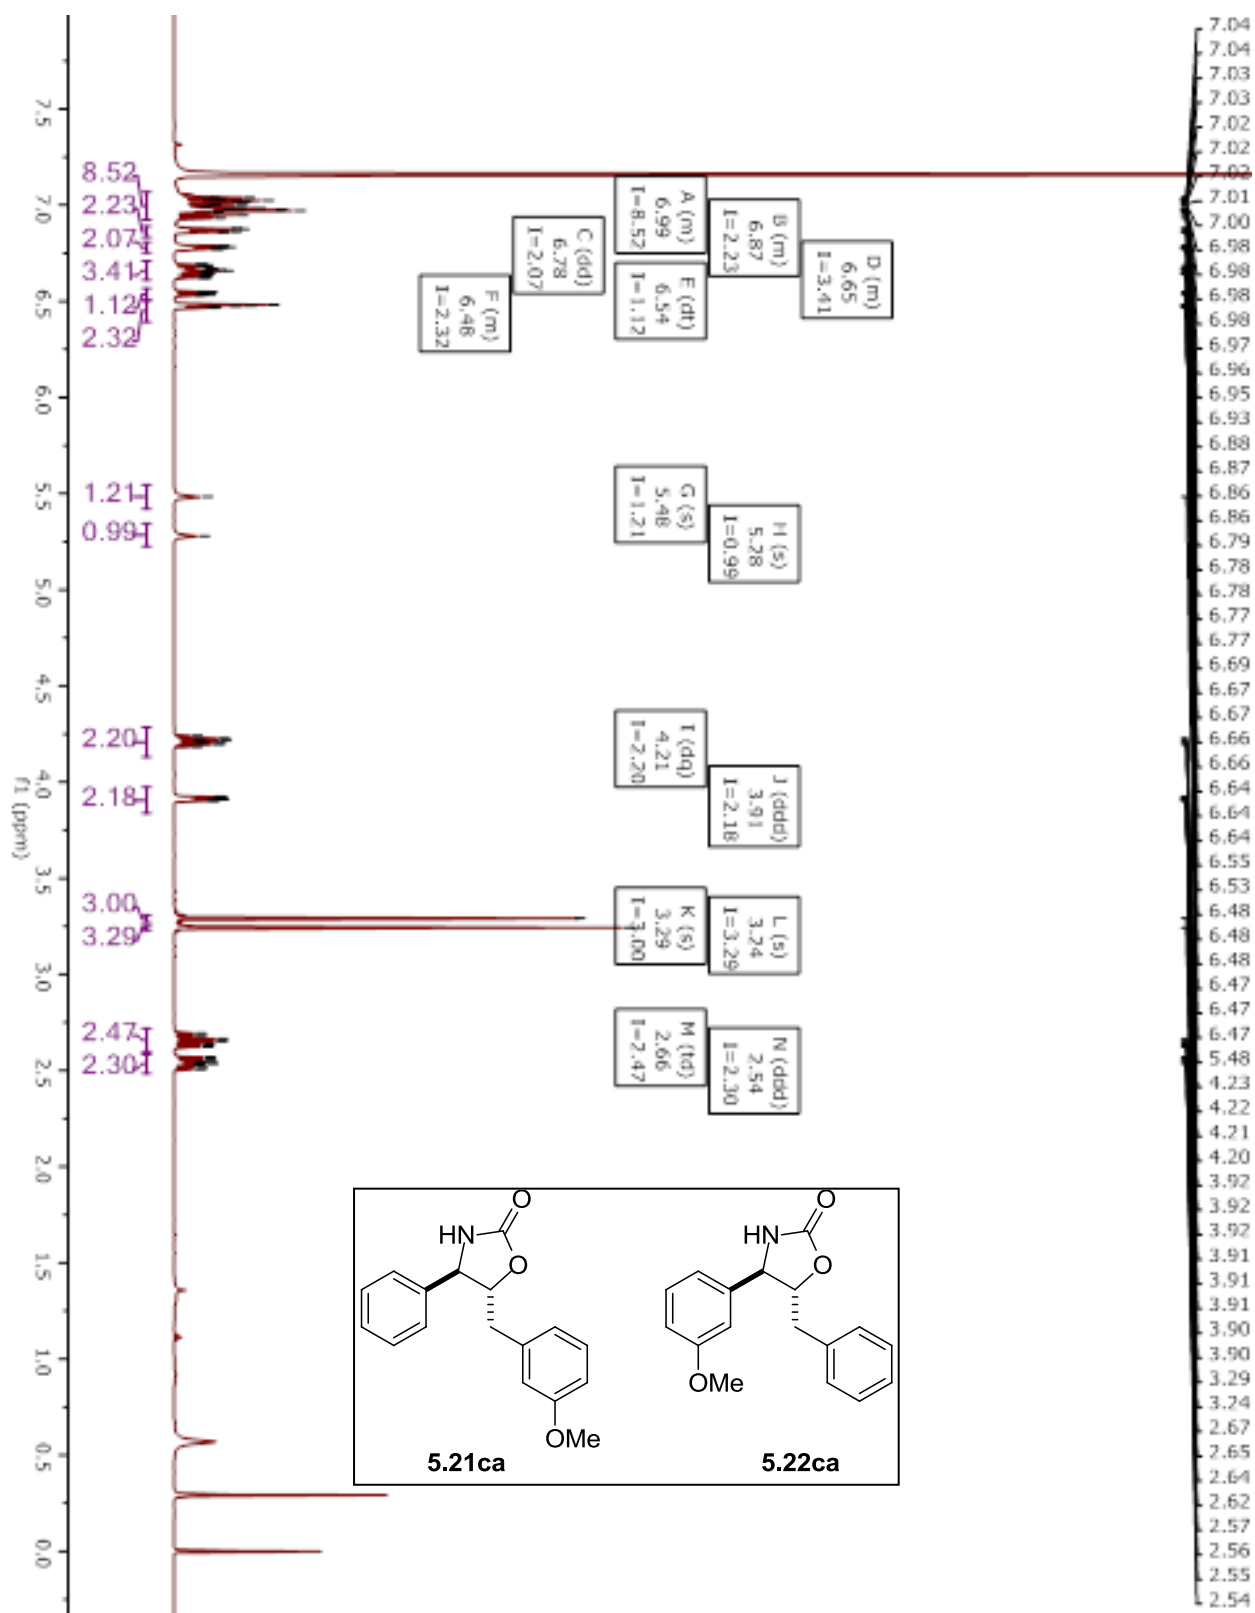 7.5
7.0
6.5
6.0
5.5
5.0
4.5
4.0
3.5
3.0
2.5
2.0
1.5
1.0
0.5
0.0
f1 (ppm)
8.52
2.23
2.07
3.41
1.12
2.32
1.21
0.99
2.20
2.18
3.00
3.29
2.47
2.30
A (m)
6.99
I=8.52
B (m)
6.87
I=2.23
C (dd)
6.78
I=2.07
D (m)
6.65
I=3.41
E (dt)
6.54
I=1.12
F (m)
6.48
I=2.32
G (s)
5.48
I=1.21
H (s)
5.28
I=0.99
I (dq)
4.21
I=2.20
J (ddd)
3.91
I=2.18
K (s)
3.29
I=3.00
L (s)
3.24
I=3.29
M (td)
2.66
I=2.47
N (ddd)
2.54
I=2.30
O
HN
O
OMe
5.21ca
O
HN
O
OMe
5.22ca
7.04
7.04
7.03
7.03
7.02
7.02
7.02
7.01
7.00
6.98
6.98
6.98
6.98
6.97
6.96
6.95
6.93
6.88
6.87
6.86
6.86
6.79
6.78
6.78
6.77
6.77
6.69
6.67
6.67
6.66
6.66
6.64
6.64
6.64
6.55
6.53
6.48
6.48
6.48
6.47
6.47
6.47
5.48
4.23
4.22
4.21
4.20
3.92
3.92
3.92
3.91
3.91
3.91
3.90
3.90
3.29
3.24
2.67
2.65
2.64
2.62
2.57
2.56
2.55
2.54